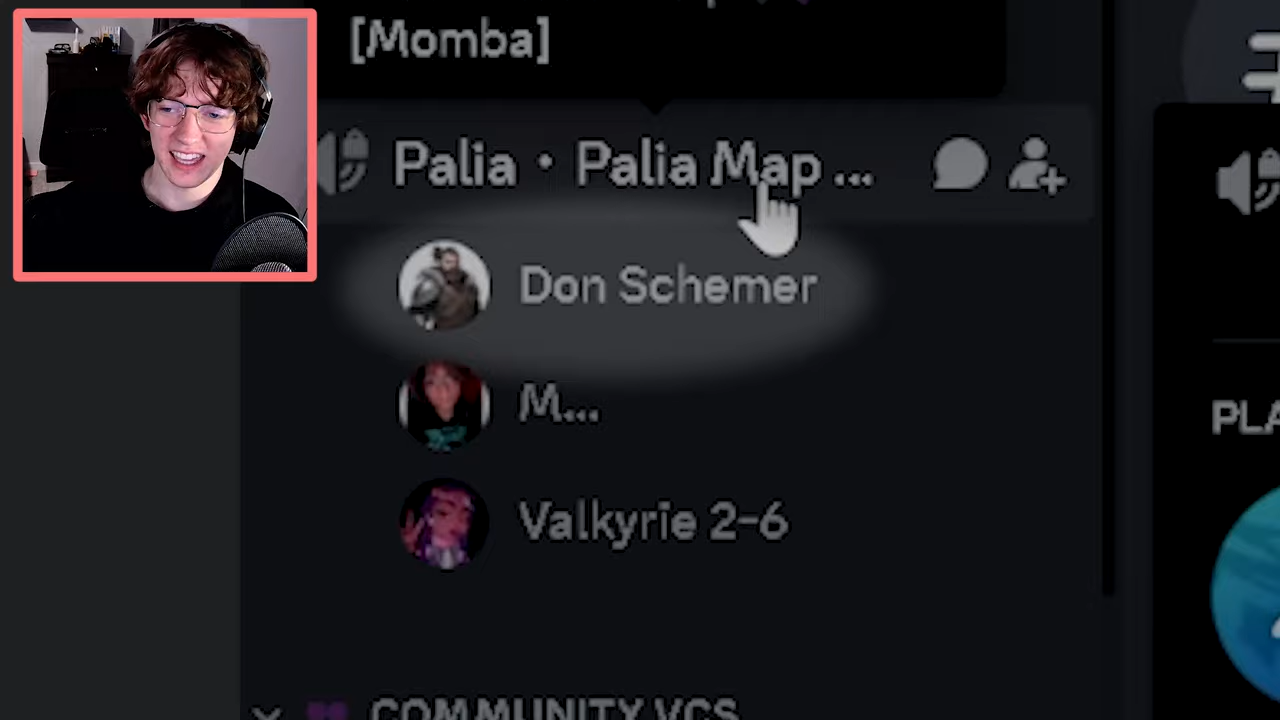 [Momba]
Palia • Palia Map ...
Don Schemer
M...
Valkyrie 2-6
PLA
COMMUNITY VCS